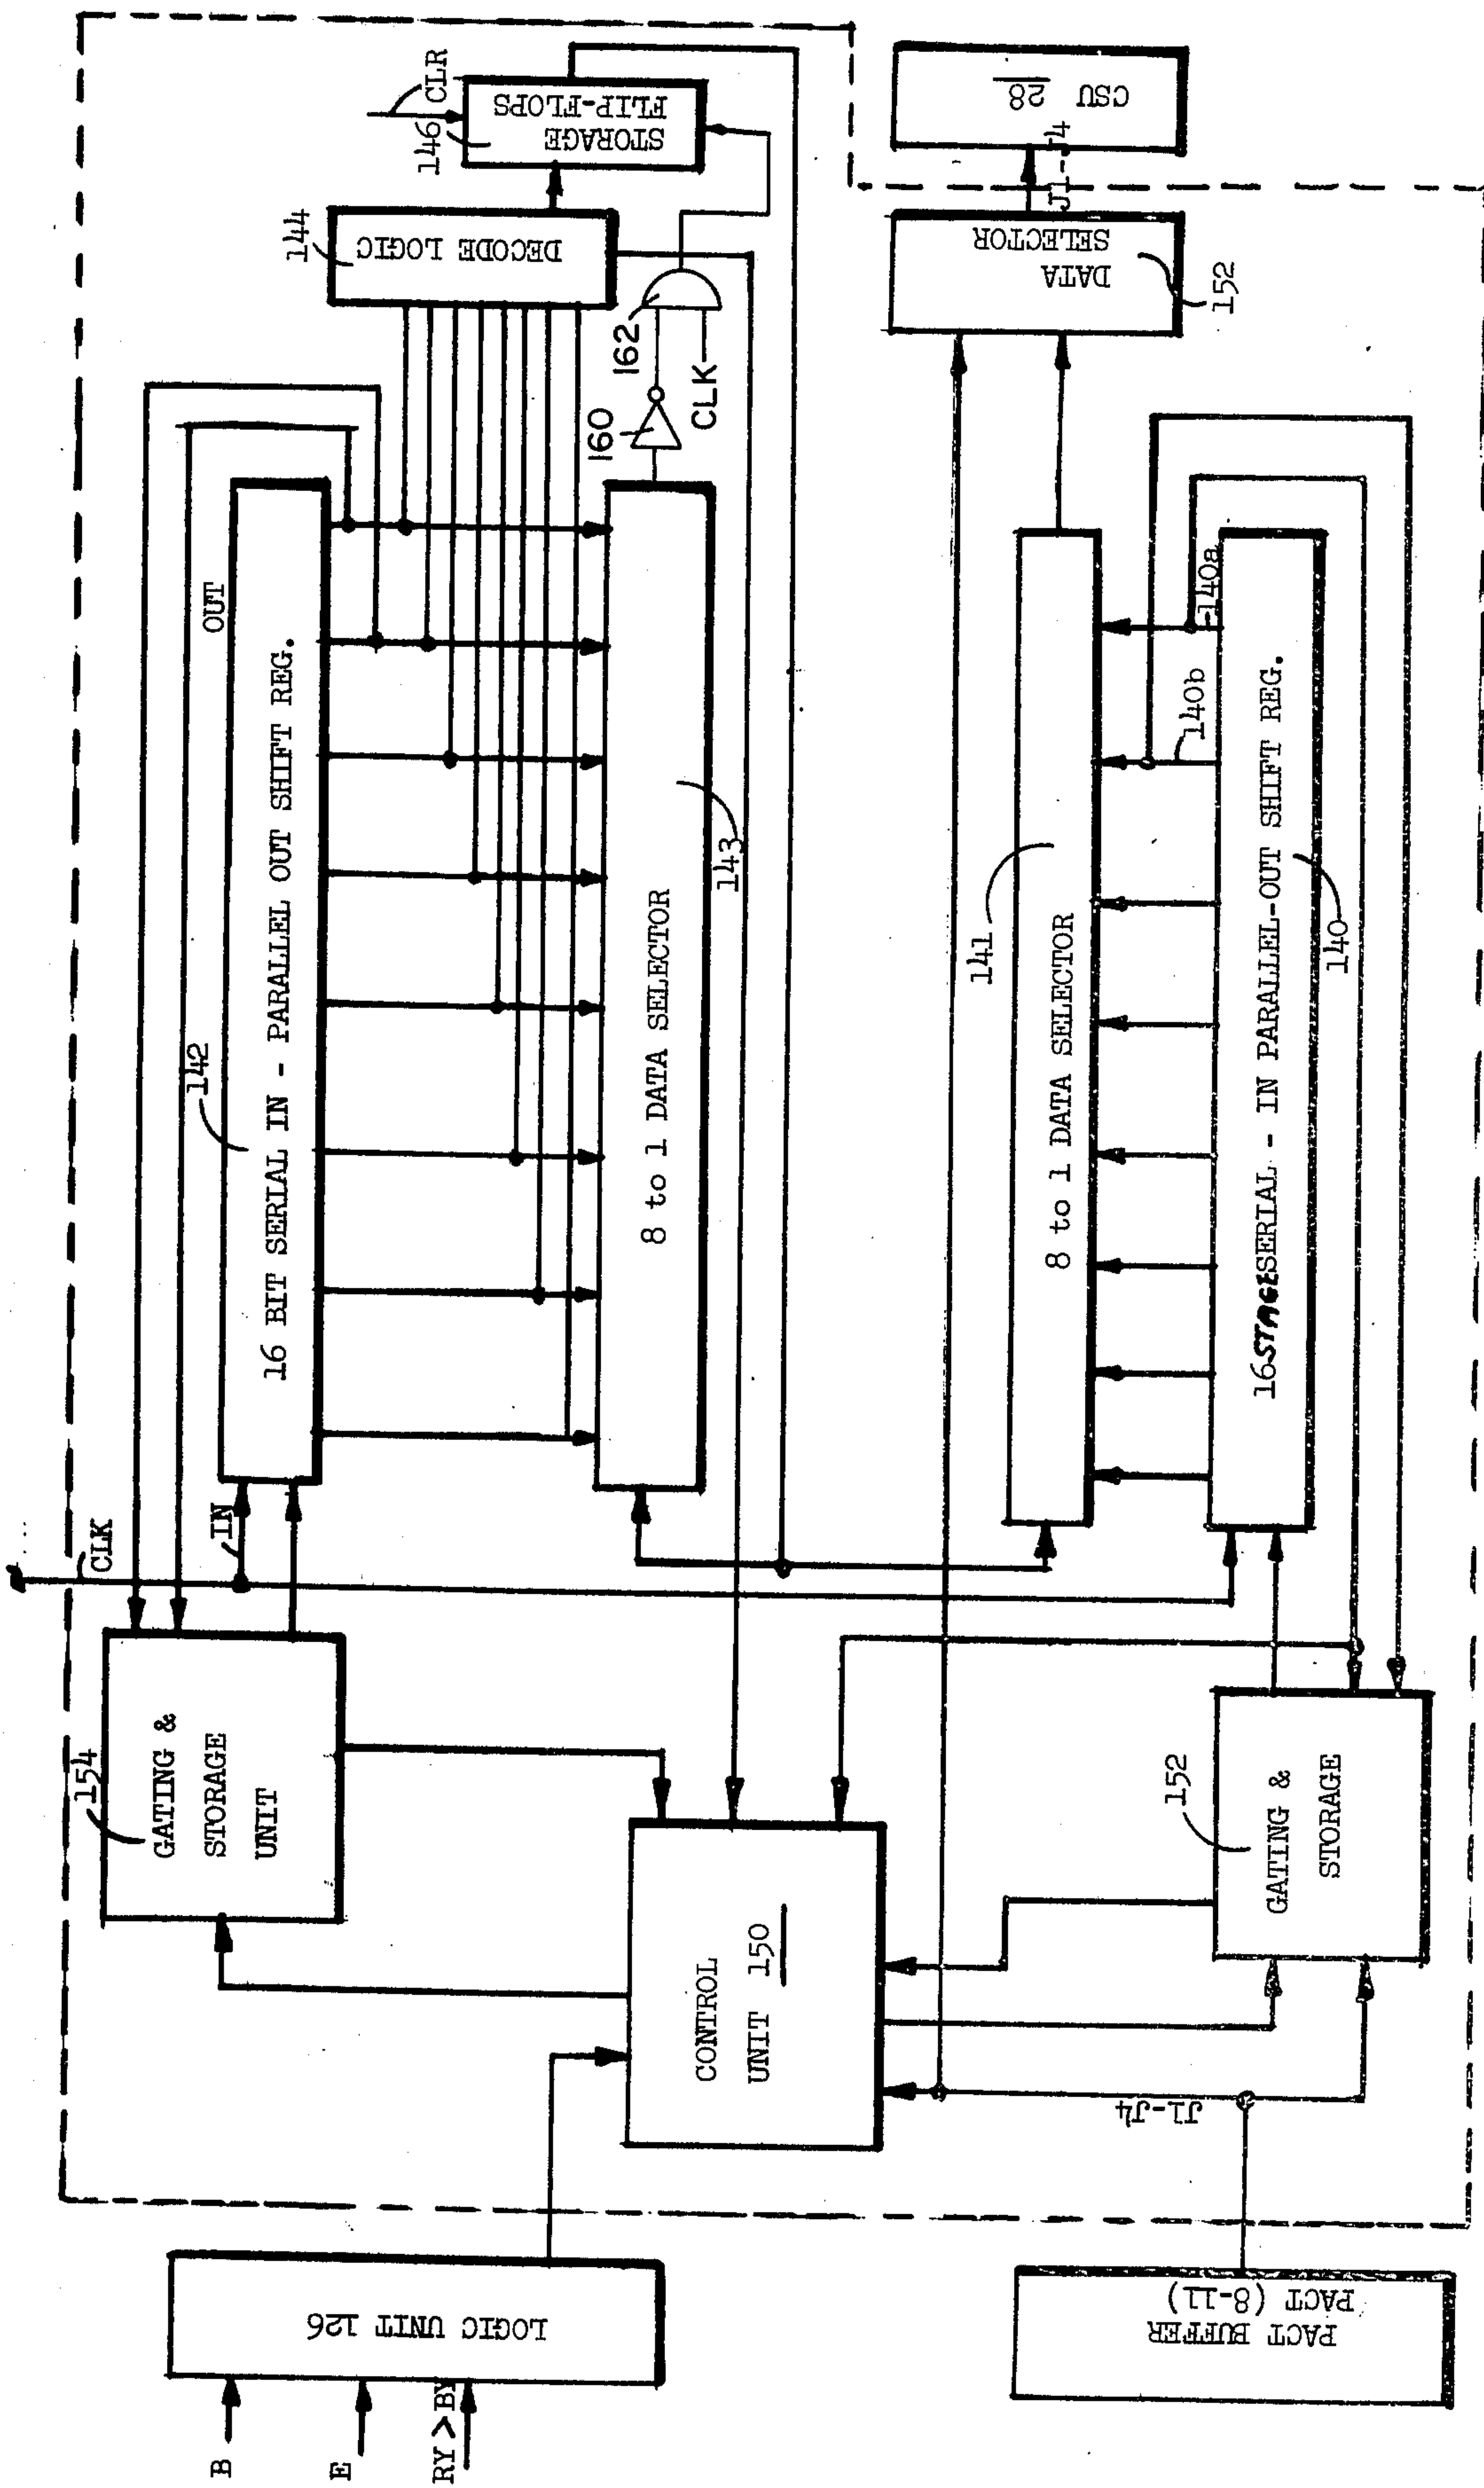 B
E
RY > BY
LOGIC UNIT 126
PACT BUFFER
PACT (8-11)
154
GATING &
STORAGE
UNIT
CONTROL
UNIT 150
J1-J4
152
GATING &
STORAGE
CLK
IN
142
16 BIT SERIAL IN - PARALLEL OUT SHIFT REG.
OUT
8 to 1 DATA SELECTOR
143
141
8 to 1 DATA SELECTOR
140b
140a
16 STAGE SERIAL - IN PARALLEL-OUT SHIFT REG.
140
160
162
CLK
144
DECODE LOGIC
146
CLR
STORAGE
FLIP-FLOPS
DATA
SELECTOR
152
J1-J4
CSU 28